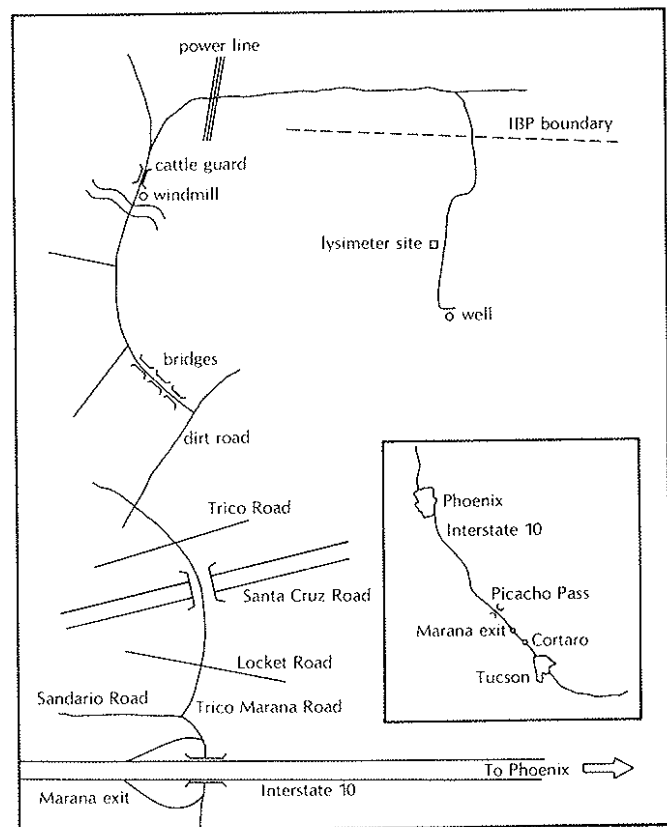 power line
IBP boundary
cattle guard
windmill
lysimeter site
well
bridges
dirt road
Trico Road
Santa Cruz Road
Locket Road
Sandario Road
Trico Marana Road
To Phoenix
Marana exit
Interstate 10
Phoenix
Interstate 10
Picacho Pass
Marana exit
Cortaro
Tucson